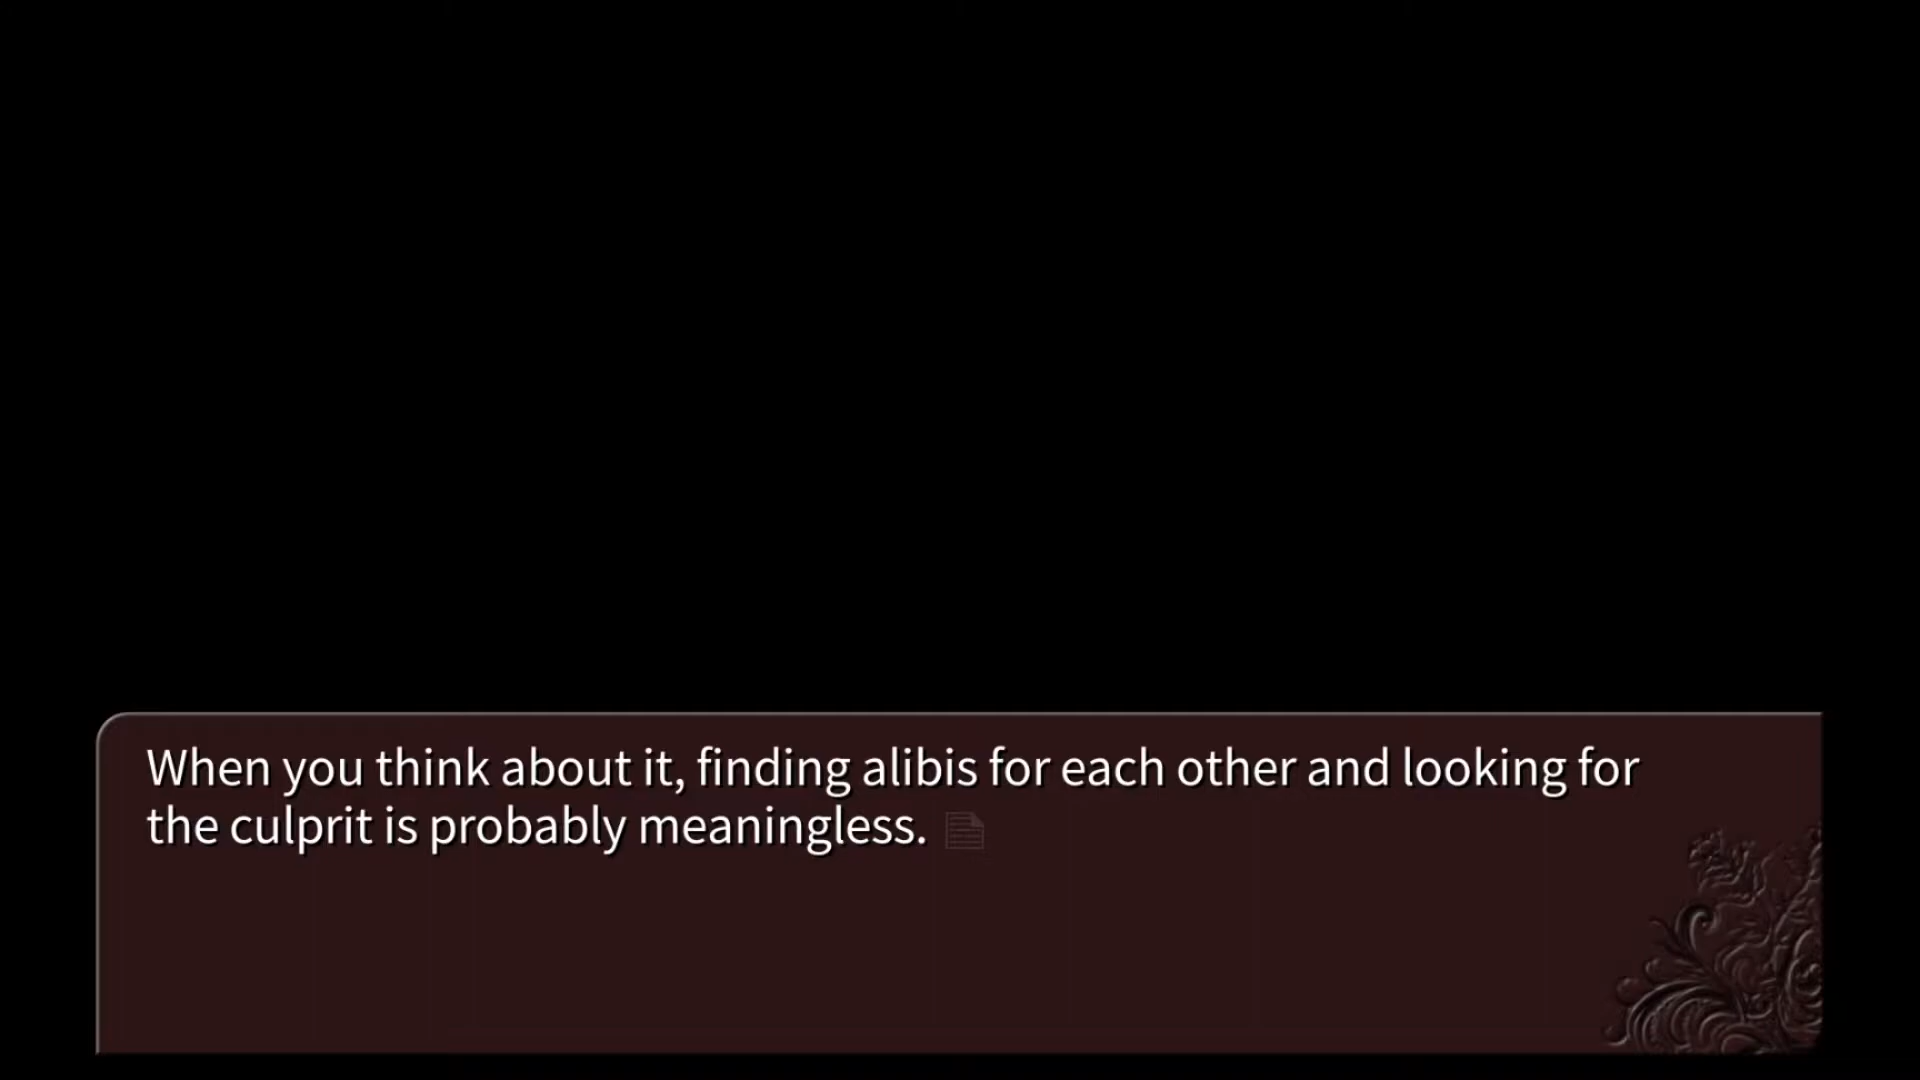 When you think about it, finding alibis for each other and looking for
the culprit is probably meaningless.